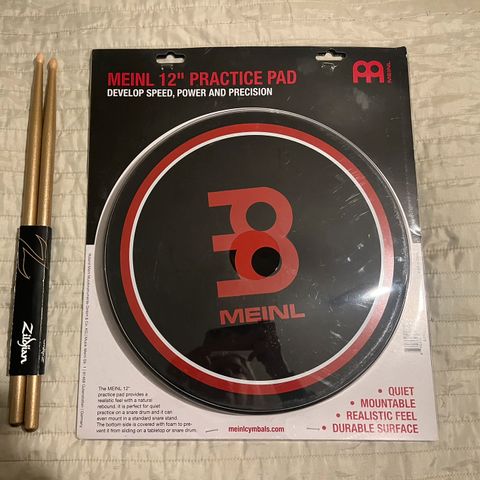 MEINL 12" PRACTICE PAD
DEVELOP SPEED, POWER AND PRECISION
MEINL
MEINL
Zildjian
The MEINL 12"
practice pad provides a
realistic feel with a natural
rebound. It is perfect for quiet
practice on a snare drum and it can
even mount in a standard snare stand.
The bottom side is covered with foam to pre-
vent it from sliding on a tabletop or snare drum.
meinlcymbals.com
• QUIET
• MOUNTABLE
• REALISTIC FEEL
• DURABLE SURFACE